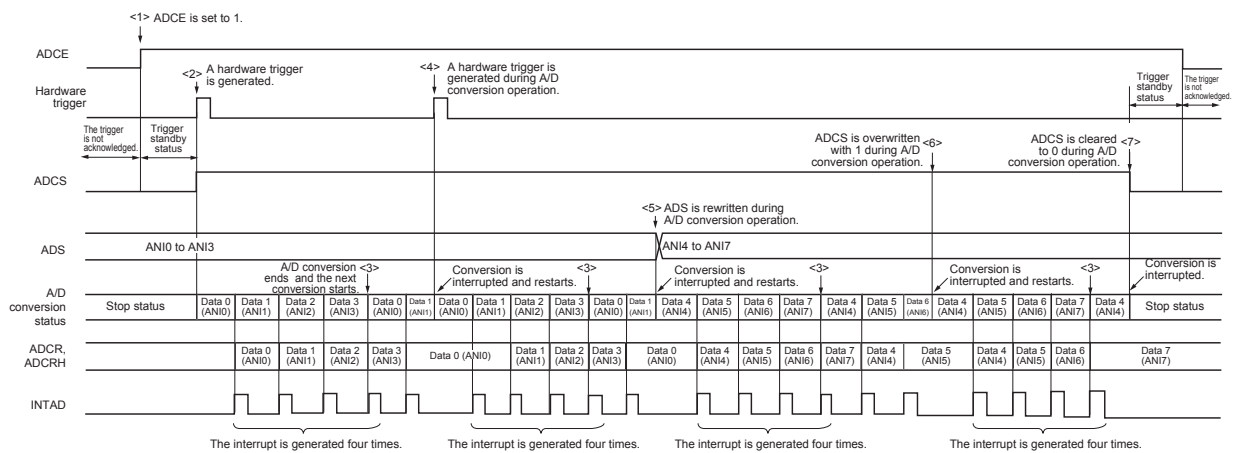 <1> ADCE is set to 1.
ADCE
<2> A hardware trigger
is generated.
<4> A hardware trigger is
generated during A/D
conversion operation.
Hardware
trigger
Trigger
standby
status
The trigger
is not
acknowledged.
The trigger
is not
acknowledged.
Trigger
standby
status
ADCS is overwritten <6>
with 1 during A/D
conversion operation.
ADCS is cleared <7>
to 0 during A/D
conversion operation.
ADCS
<5> ADS is rewritten during
A/D conversion operation.
ADS
ANI0 to ANI3
ANI4 to ANI7
A/D conversion <3>
ends and the next
conversion starts.
Conversion is
interrupted and restarts.
<3>
Conversion is
interrupted and restarts.
<3>
Conversion is
interrupted and restarts.
<3>
Conversion is
interrupted.
A/D
conversion
status
Stop status
Data 0 Data 1 Data 2 Data 3 Data 0 Data 1 Data 0 Data 1 Data 2 Data 3 Data 0 Data 1 Data 4 Data 5 Data 6 Data 7 Data 4 Data 5 Data 6 Data 4 Data 5 Data 6 Data 7 Data 4
(ANI0) (ANI1) (ANI2) (ANI3) (ANI0) (ANI1) (ANI0) (ANI1) (ANI2) (ANI3) (ANI0) (ANI1) (ANI4) (ANI5) (ANI6) (ANI7) (ANI4) (ANI5) (ANI6) (ANI4) (ANI5) (ANI6) (ANI7) (ANI4)
Stop status
ADCR,
ADCRH
Data 0 Data 1 Data 2 Data 3 Data 0 (ANI0) Data 1 Data 2 Data 3 Data 0 Data 4 Data 5 Data 6 Data 7 Data 4 Data 5 Data 4 Data 5 Data 6 Data 7
(ANI0) (ANI1) (ANI2) (ANI3) (ANI1) (ANI2) (ANI3) (ANI0) (ANI4) (ANI5) (ANI6) (ANI7) (ANI4) (ANI5) (ANI4) (ANI5) (ANI6) (ANI7)
INTAD
The interrupt is generated four times.
The interrupt is generated four times.
The interrupt is generated four times.
The interrupt is generated four times.